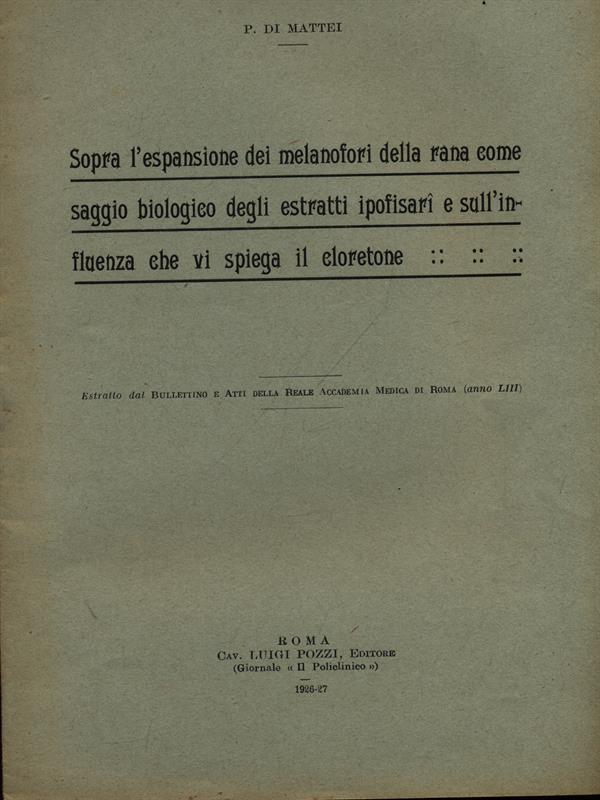 P. DI MATTEI
Sopra l'espansione dei melanofori della rana come
saggio biologico degli estratti ipofisarî e sull'in-
fluenza che vi spiega il cloretone :: :: ::
Estratto dal BULLETTINO E ATTI DELLA REALE ACCADEMIA MEDICA DI ROMA (anno LIII)
ROMA
CAV. LUIGI POZZI, EDITORE
(Giornale « Il Policlinico »)
1926-27